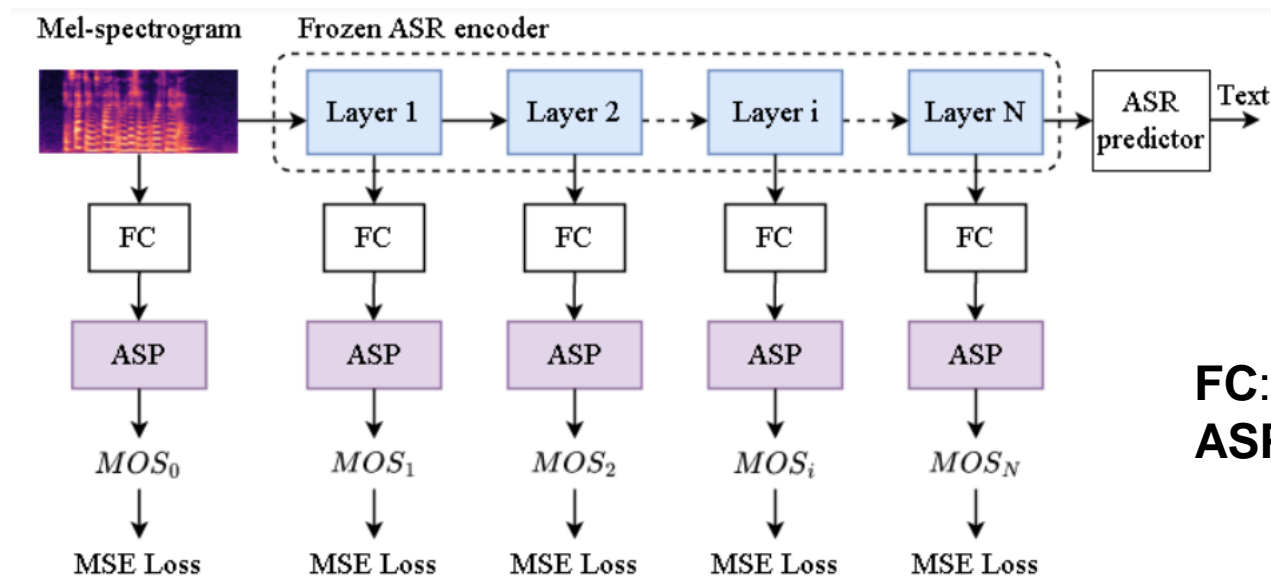 Mel-spectrogram Frozen ASR encoder
Layer 1 Layer 2 Layer i Layer N ASR predictor Text
FC FC FC FC FC
ASP ASP ASP ASP ASP
MOS₀ MOS₁ MOS₂ MOSᵢ MOS_N
MSE Loss MSE Loss MSE Loss MSE Loss MSE Loss
FC:
ASP